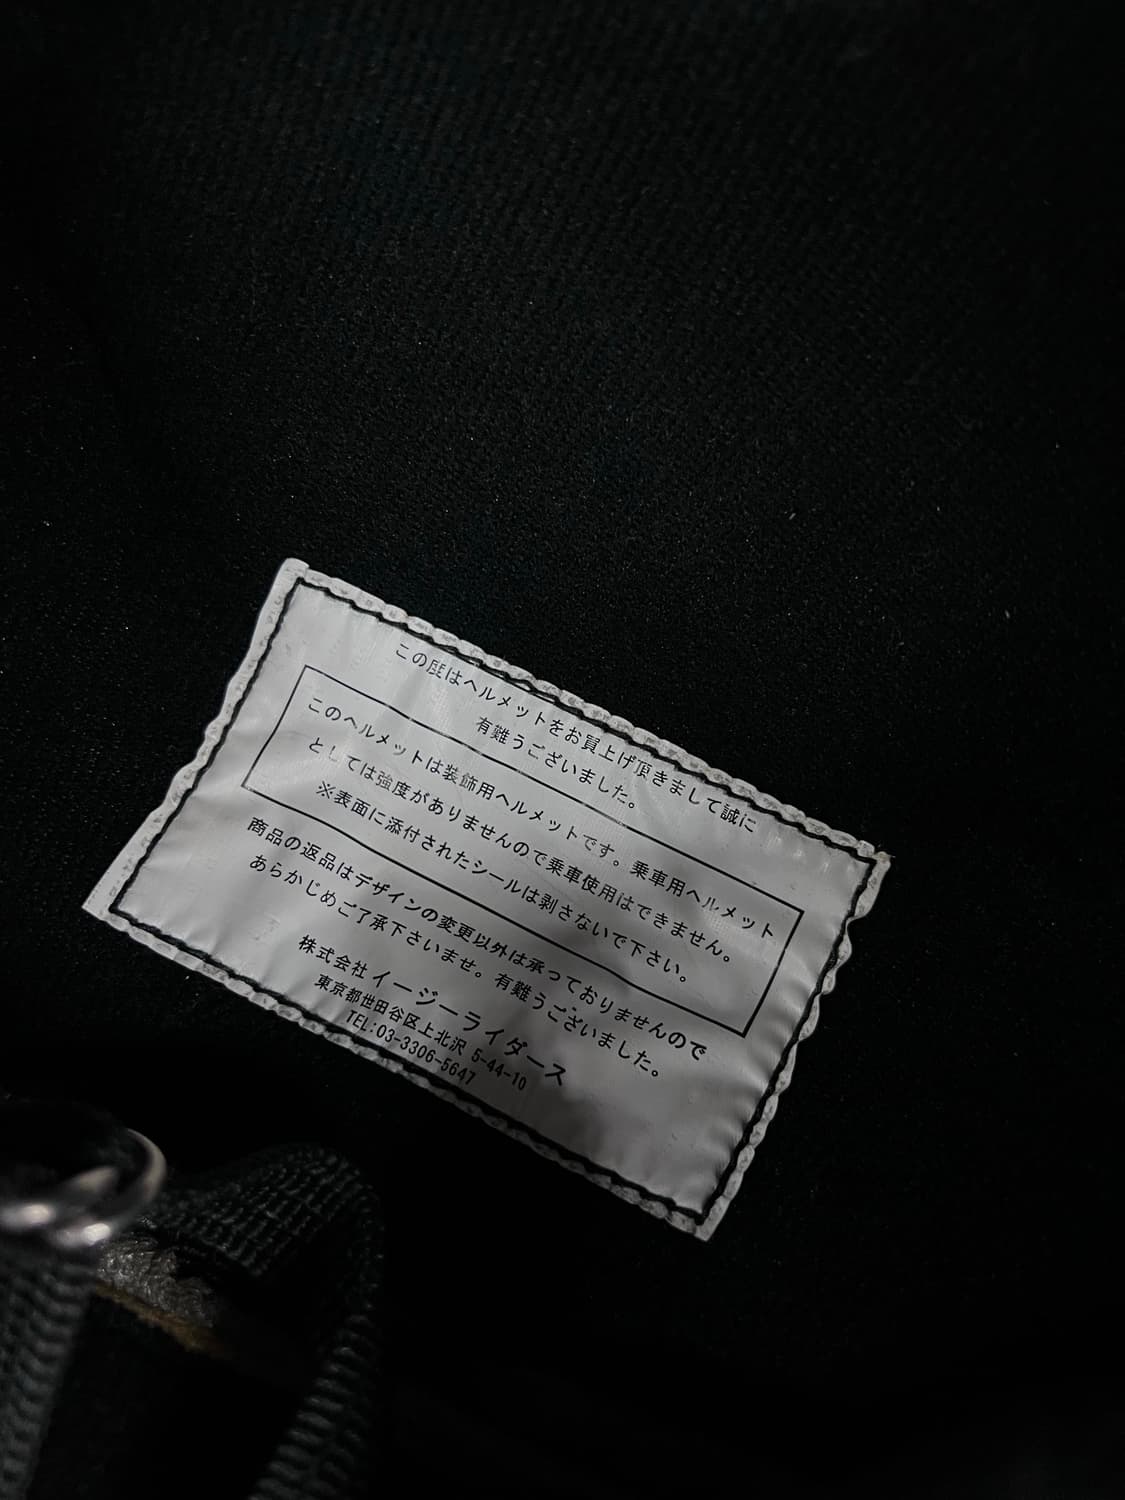 この度はヘルメットをお買上げ頂きまして誠に
有難うございました。
このヘルメットは装飾用ヘルメットです。乗車用ヘルメット
としては強度がありませんので乗車使用はできません。
※表面に添付されたシールは剥さないで下さい。
商品の返品はデザインの変更以外は承っておりませんので
あらかじめご了承下さいませ。有難うございました。
株式会社イージーライダース
東京都世田谷区上北沢 5-44-10
TEL:03-3306-5647